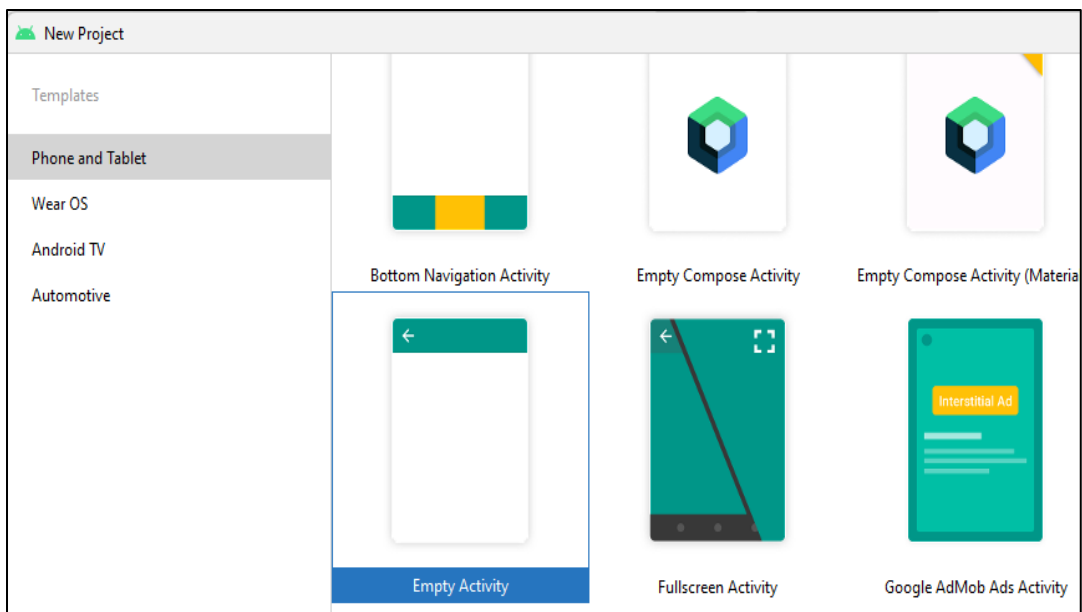 New Project
Templates
Phone and Tablet
Wear OS
Android TV
Automotive
Bottom Navigation Activity
Empty Compose Activity
Empty Compose Activity (Materia
Interstitial Ad
Empty Activity
Fullscreen Activity
Google AdMob Ads Activity